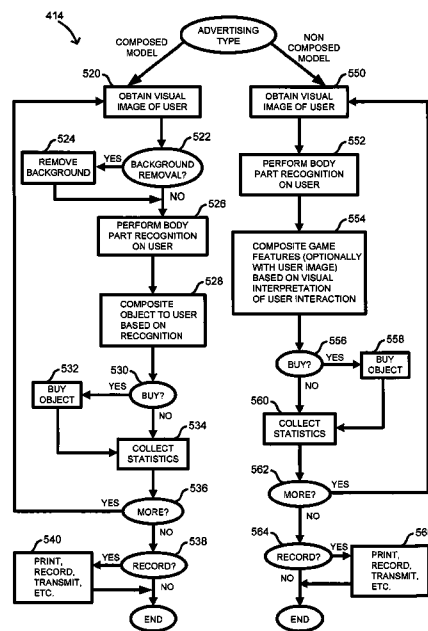 414
ADVERTISING
TYPE
COMPOSED
MODEL
NON
COMPOSED
MODEL
520
OBTAIN VISUAL
IMAGE OF USER
524
522
REMOVE
BACKGROUND
YES
BACKGROUND
REMOVAL?
NO
526
PERFORM BODY
PART RECOGNITION
ON USER
528
COMPOSITE
OBJECT TO USER
BASED ON
RECOGNITION
532
530
BUY
OBJECT
YES
BUY?
NO
534
COLLECT
STATISTICS
YES
536
MORE?
NO
540
538
PRINT,
RECORD,
TRANSMIT,
ETC.
YES
RECORD?
NO
END
550
OBTAIN VISUAL
IMAGE OF USER
552
PERFORM BODY
PART RECOGNITION
ON USER
554
COMPOSITE GAME
FEATURES (OPTIONALLY
WITH USER IMAGE)
BASED ON VISUAL
INTERPRETATION
OF USER INTERACTION
556
558
BUY?
YES
BUY
OBJECT
NO
560
COLLECT
STATISTICS
562
MORE?
YES
NO
564
RECORD?
YES
PRINT,
RECORD,
TRANSMIT,
ETC.
NO
END